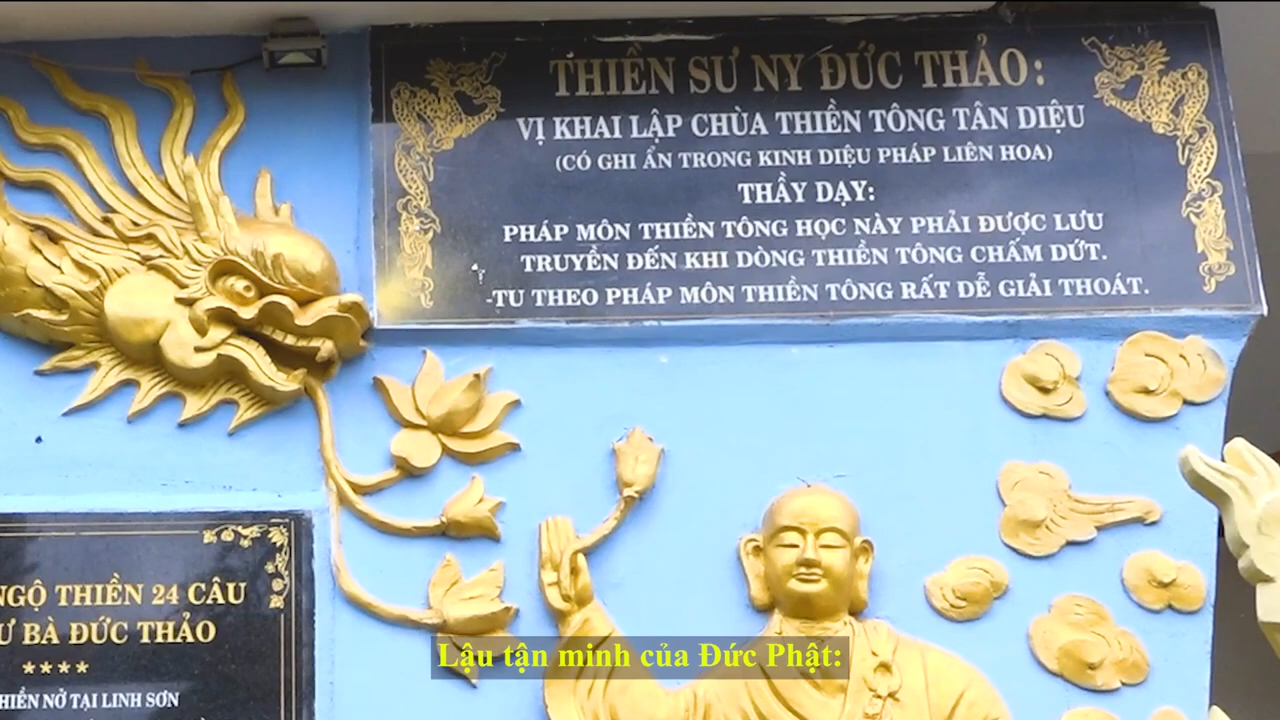 THIỀN SƯ NY ĐỨC THẢO:
VỊ KHAI LẬP CHÙA THIỀN TÔNG TÂN DIỆU
(CÓ GHI ẨN TRONG KINH DIỆU PHÁP LIÊN HOA)
THẦY DẠY:
PHÁP MÔN THIỀN TÔNG HỌC NÀY PHẢI ĐƯỢC LƯU
TRUYỀN ĐẾN KHI DÒNG THIỀN TÔNG CHẤM DỨT.
-TU THEO PHÁP MÔN THIỀN TÔNG RẤT DỄ GIẢI THOÁT.
NGỘ THIỀN 24 CÂU
BÀ ĐỨC THẢO
****
NỞ TẠI LINH SƠN
Lậu tận minh của Đức Phật: